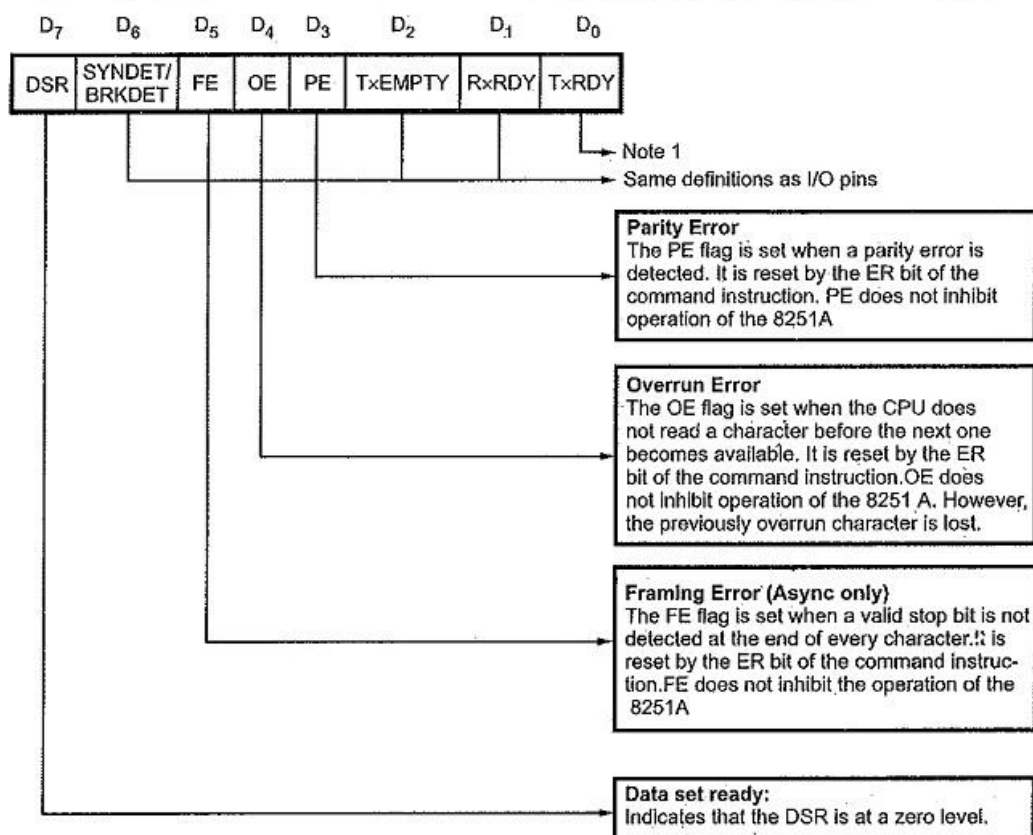 D7 D6 D5 D4 D3 D2 D1 D0
DSR SYNDET/ BRKDET FE OE PE TxEMPTY RxRDY TxRDY
Note 1
Same definitions as I/O pins
Parity Error
The PE flag is set when a parity error is
detected. It is reset by the ER bit of the
command instruction. PE does not inhibit
operation of the 8251A
Overrun Error
The OE flag is set when the CPU does
not read a character before the next one
becomes available. It is reset by the ER
bit of the command instruction.OE does
not inhibit operation of the 8251 A. However,
the previously overrun character is lost.
Framing Error (Async only)
The FE flag is set when a valid stop bit is not
detected at the end of every character. is
reset by the ER bit of the command instruc-
tion.FE does not inhibit the operation of the
8251A
Data set ready:
Indicates that the DSR is at a zero level.